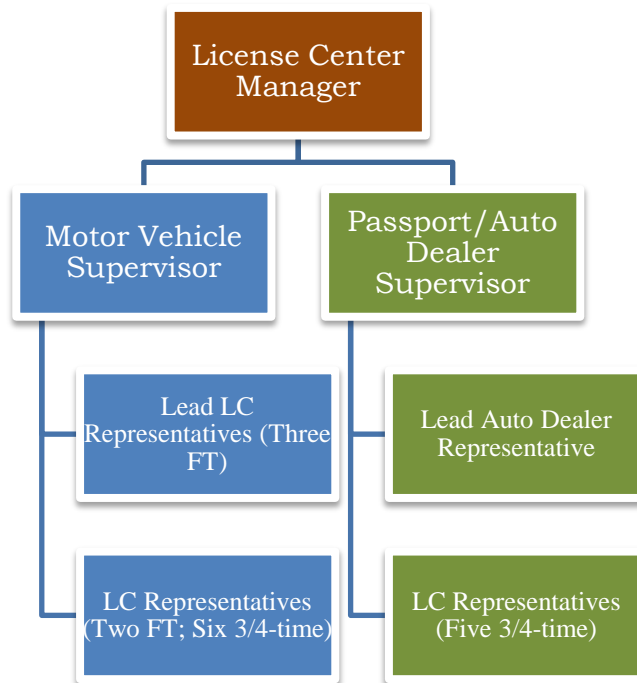 License Center
Manager
Motor Vehicle
Supervisor
Passport/Auto
Dealer
Supervisor
Lead LC
Representatives (Three
FT)
Lead Auto Dealer
Representative
LC Representatives
(Two FT; Six 3/4-time)
LC Representatives
(Five 3/4-time)